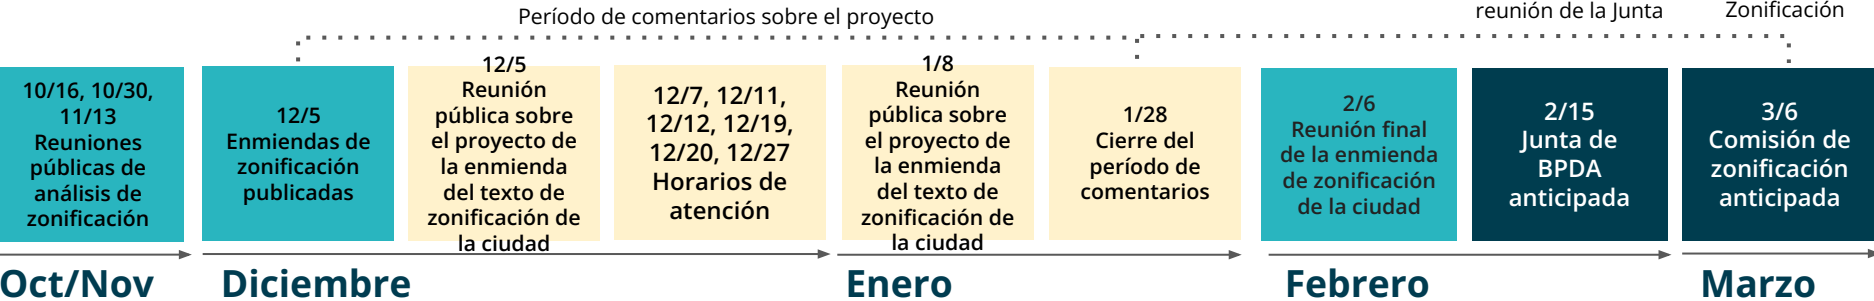 Período de comentarios sobre el proyecto
reunión de la Junta
Zonificación
10/16, 10/30,
11/13
Reuniones
públicas de
análisis de
zonificación
12/5
Enmiendas de
zonificación
publicadas
12/5
Reunión
pública sobre
el proyecto de
la enmienda
del texto de
zonificación de
la ciudad
12/7, 12/11,
12/12, 12/19,
12/20, 12/27
Horarios de
atención
1/8
Reunión
pública sobre
el proyecto de
la enmienda
del texto de
zonificación de
la ciudad
1/28
Cierre del
período de
comentarios
2/6
Reunión final
de la enmienda
de zonificación
de la ciudad
2/15
Junta de
BPDA
anticipada
3/6
Comisión de
zonificación
anticipada
Oct/Nov
Diciembre
Enero
Febrero
Marzo